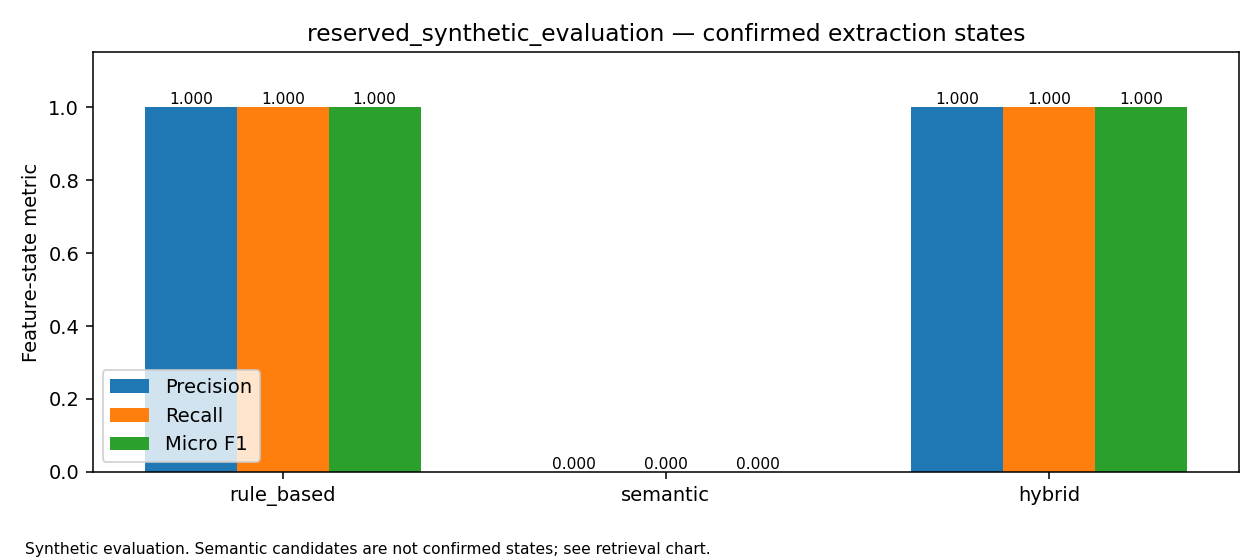 reserved_synthetic_evaluation — confirmed extraction states
1.000 1.000 1.000 1.000 1.000 1.000
0.000 0.000 0.000
Feature-state metric
1.0
0.8
0.6
0.4
0.2
0.0
Precision
Recall
Micro F1
rule_based semantic hybrid
Synthetic evaluation. Semantic candidates are not confirmed states; see retrieval chart.